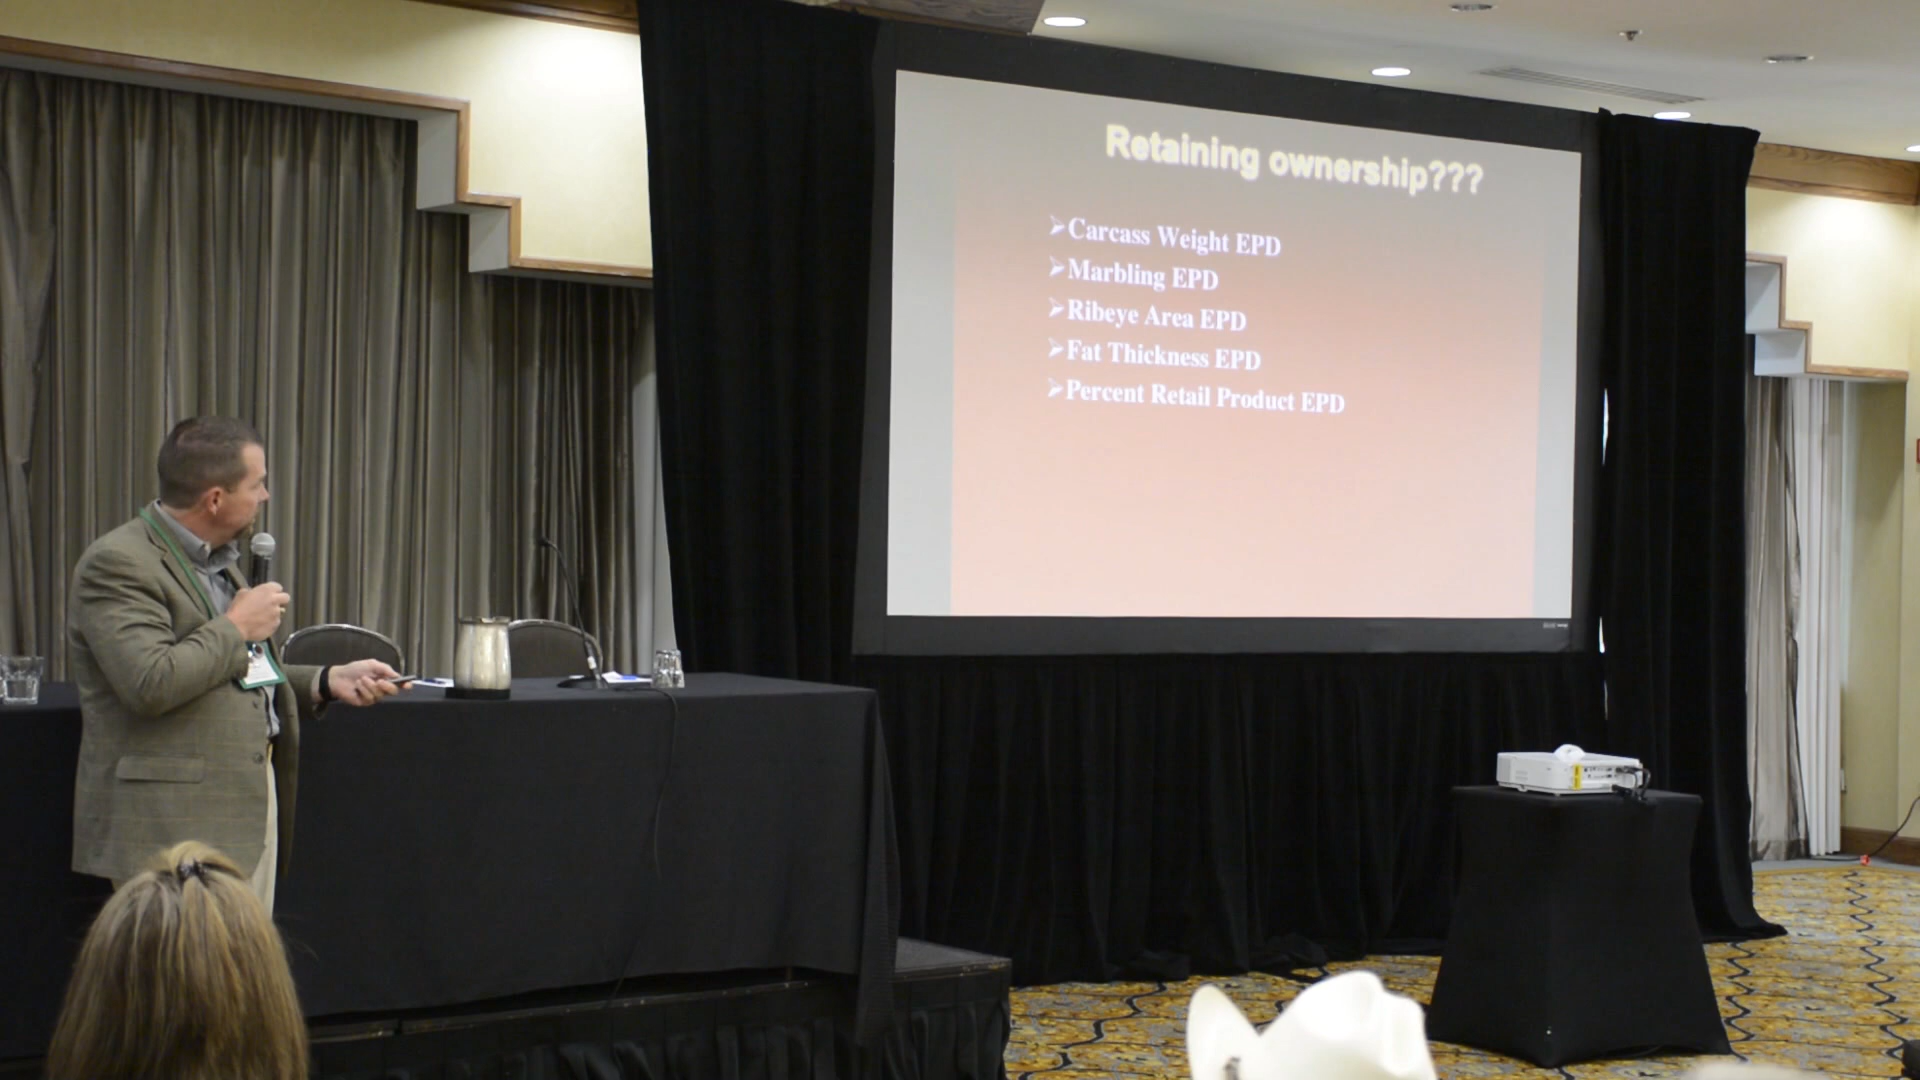 Retaining ownership???
➢Carcass Weight EPD
➢Marbling EPD
➢Ribeye Area EPD
➢Fat Thickness EPD
➢Percent Retail Product EPD